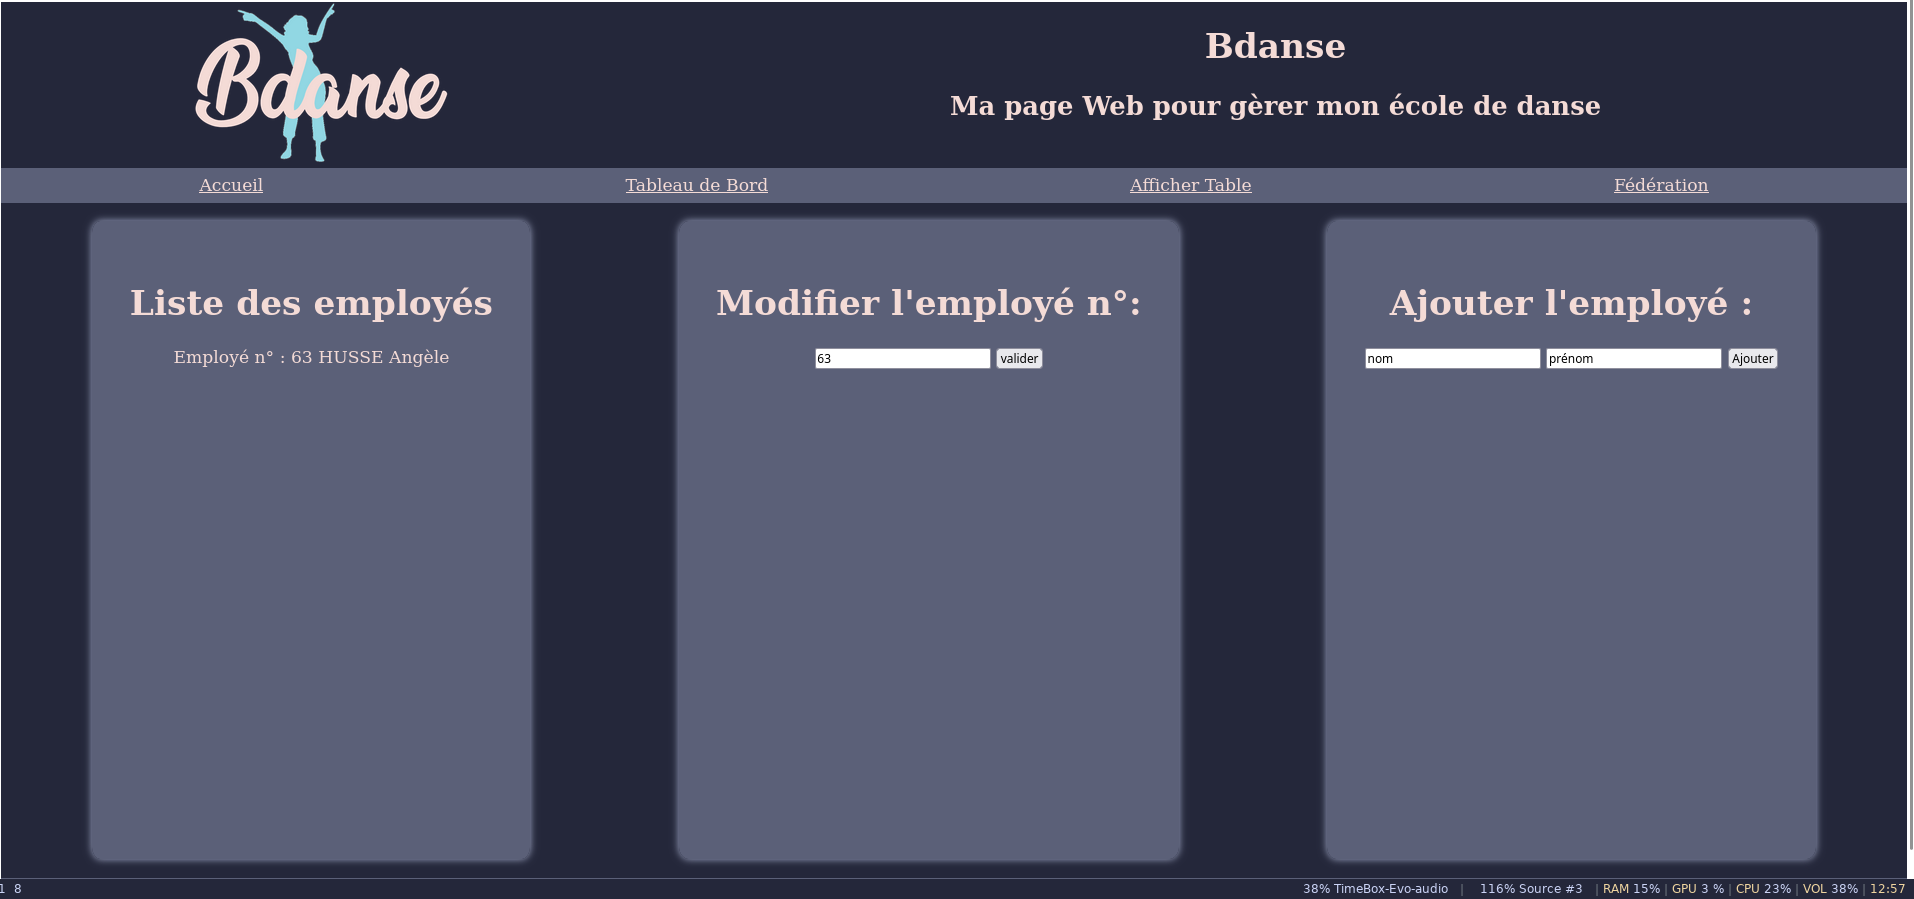 Bdanse
Bdanse
Ma page Web pour gèrer mon école de danse
Accueil Tableau de Bord Afficher Table Fédération
Liste des employés
Employé n° : 63 HUSSE Angèle
Modifier l'employé n°:
63 valider
Ajouter l'employé :
nom prénom Ajouter
1 8 38% TimeBox-Evo-audio | 116% Source #3 | RAM 15% | GPU 3 % | CPU 23% | VOL 38% | 12:57